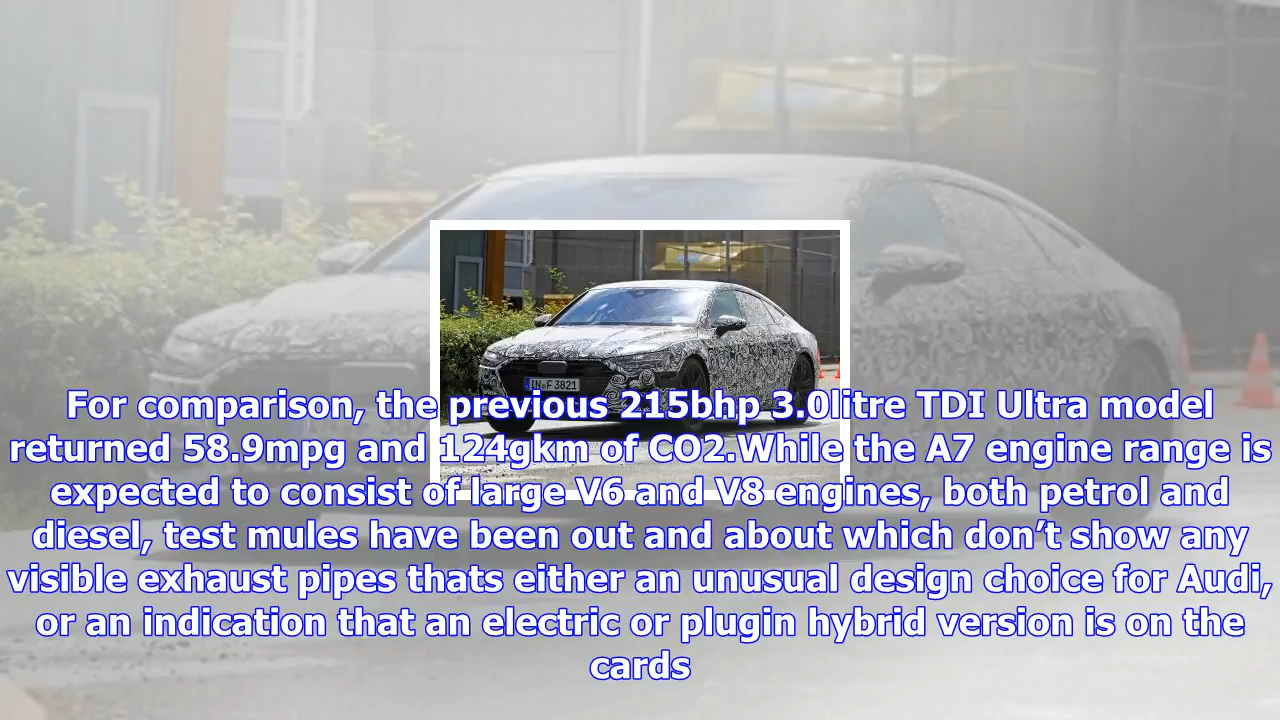 IN-F 3821
For comparison, the previous 215bhp 3.0litre TDI Ultra model
returned 58.9mpg and 124gkm of CO2.While the A7 engine range is
expected to consist of large V6 and V8 engines, both petrol and
diesel, test mules have been out and about which don’t show any
visible exhaust pipes thats either an unusual design choice for Audi,
or an indication that an electric or plugin hybrid version is on the
cards